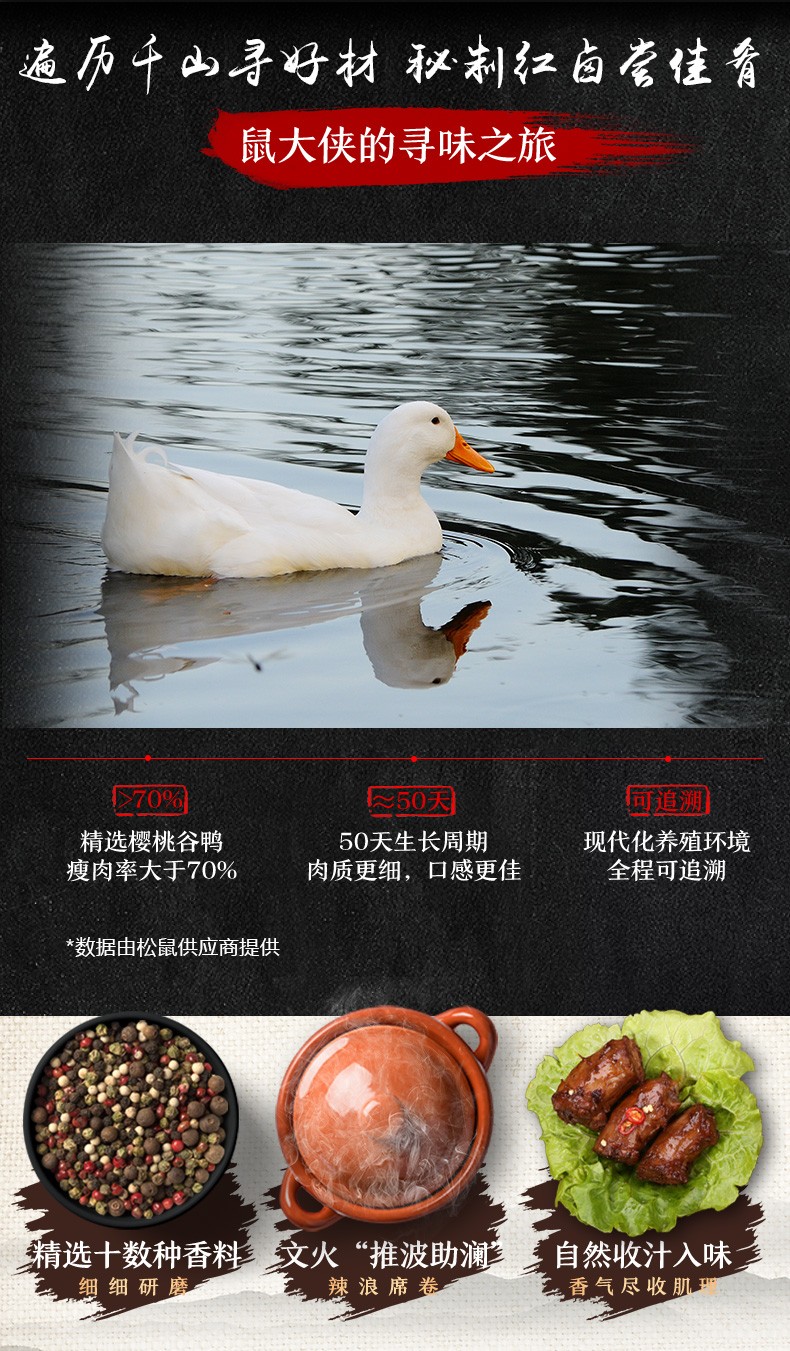 遍历千山寻好材 秘制红卤尝佳肴
鼠大侠的寻味之旅
>70%
≈50天
可追溯
精选樱桃谷鸭
瘦肉率大于70%
50天生长周期
肉质更细，口感更佳
现代化养殖环境
全程可追溯
*数据由松鼠供应商提供
精选十数种香料
细细研磨
文火“推波助澜”
辣浪席卷
自然收汁入味
香气尽收肌理